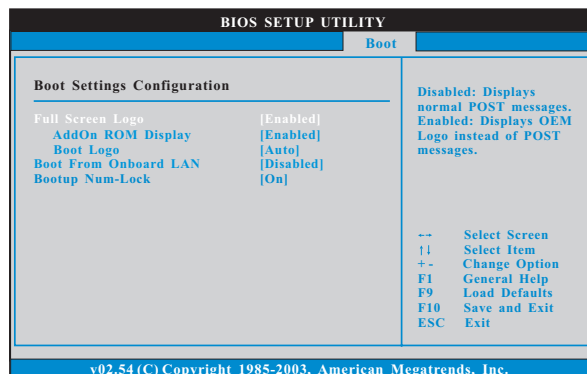 BIOS SETUP UTILITY
Boot
Boot Settings Configuration
Full Screen Logo [Enabled]
AddOn ROM Display [Enabled]
Boot Logo [Auto]
Boot From Onboard LAN [Disabled]
Bootup Num-Lock [On]
Disabled: Displays
normal POST messages.
Enabled: Displays OEM
Logo instead of POST
messages.
←→ Select Screen
↑↓ Select Item
+ - Change Option
F1 General Help
F9 Load Defaults
F10 Save and Exit
ESC Exit
v02.54 (C) Copyright 1985-2003, American Megatrends, Inc.